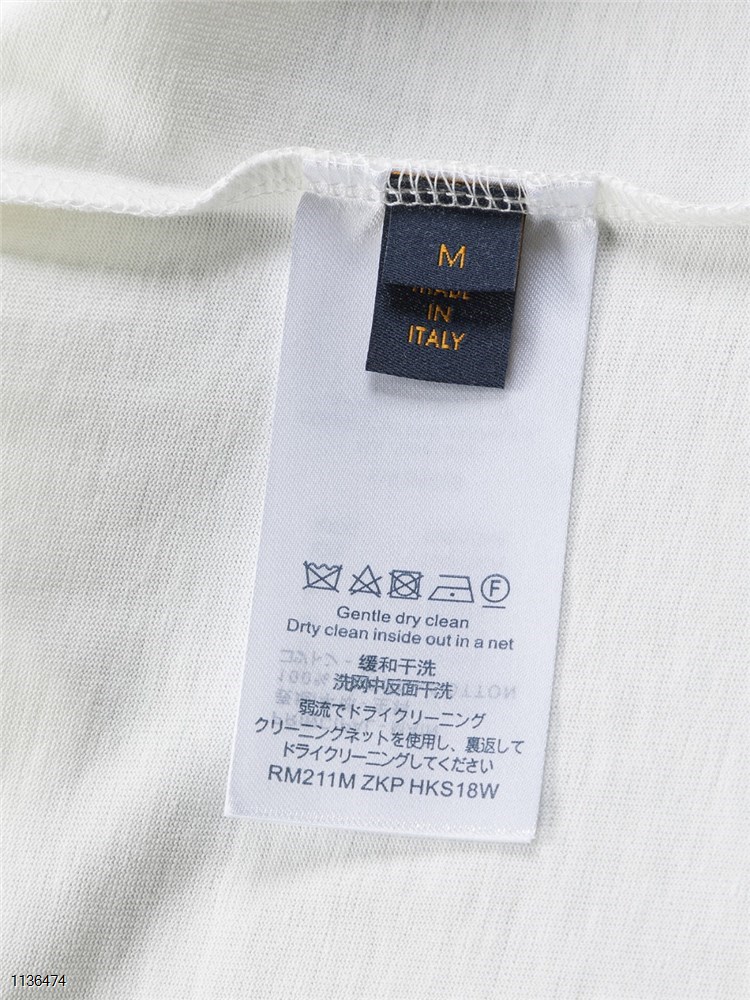 M
MADE
IN
ITALY
F
Gentle dry clean
Drty clean inside out in a net
缓和干洗
洗网中反面干洗
弱流でドライクリーニング
クリーニングネットを使用し、裏返して
ドライクリーニングしてください
RM211M ZKP HKS18W
1136474